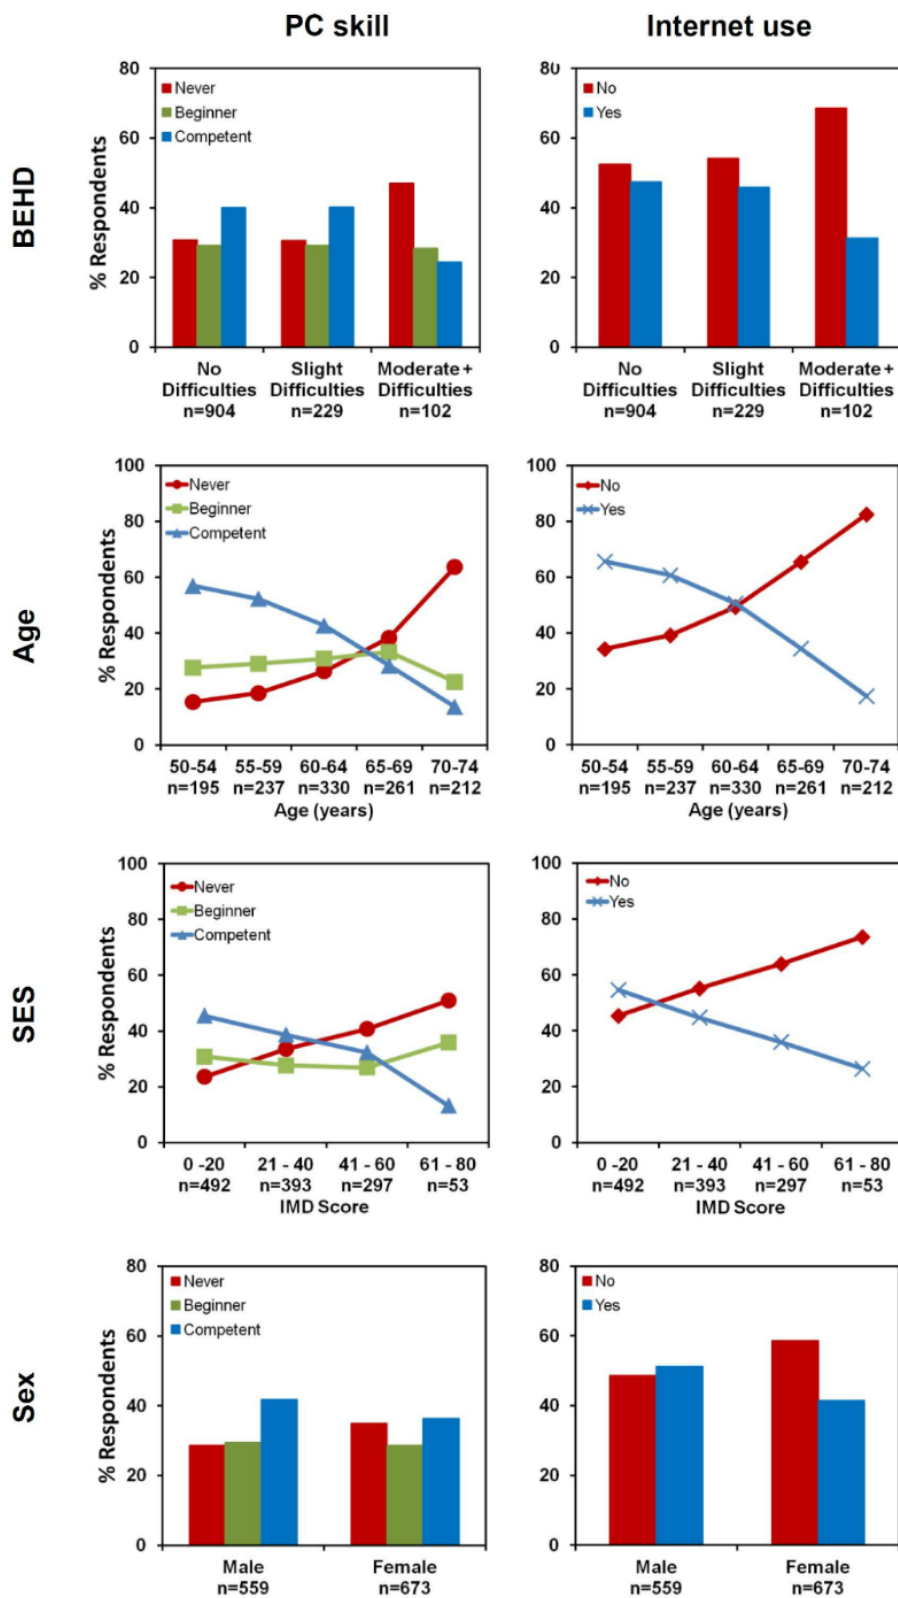 PC skill
Internet use
BEHD
% Respondents
80
60
40
20
0
Never
Beginner
Competent
No Difficulties n=904
Slight Difficulties n=229
Moderate + Difficulties n=102
80
60
40
20
0
No
Yes
No Difficulties n=904
Slight Difficulties n=229
Moderate + Difficulties n=102
Age
% Respondents
100
80
60
40
20
0
Never
Beginner
Competent
50-54 55-59 60-64 65-69 70-74
n=195 n=237 n=330 n=261 n=212
Age (years)
100
80
60
40
20
0
No
Yes
50-54 55-59 60-64 65-69 70-74
n=195 n=237 n=330 n=261 n=212
Age (years)
SES
% Respondents
100
80
60
40
20
0
Never
Beginner
Competent
0 -20 21 - 40 41 - 60 61 - 80
n=492 n=393 n=297 n=53
IMD Score
100
80
60
40
20
0
No
Yes
0 -20 21 - 40 41 - 60 61 - 80
n=492 n=393 n=297 n=53
IMD Score
Sex
% Respondents
80
60
40
20
0
Never
Beginner
Competent
Male Female
n=559 n=673
80
60
40
20
0
No
Yes
Male Female
n=559 n=673